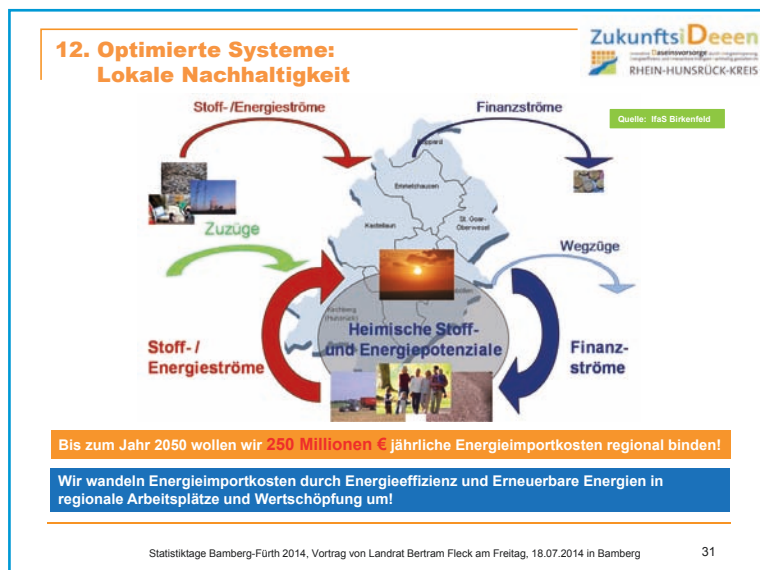 12. Optimierte Systeme:
Lokale Nachhaltigkeit
ZukunftsiDeeen
RHEIN-HUNSRÜCK-KREIS
Stoff-/Energieströme
Finanzströme
Quelle: IfaS Birkenfeld
Boppard
Emmelshausen
St. Goar-
Oberwesel
Kastellaun
Zuzüge
Wegzüge
Kirchberg
(Hunsrück)
Heimische Stoff-
und Energiepotenziale
Stoff- /
Energieströme
Finanz-
ströme
Bis zum Jahr 2050 wollen wir 250 Millionen € jährliche Energieimportkosten regional binden!
Wir wandeln Energieimportkosten durch Energieeffizienz und Erneuerbare Energien in
regionale Arbeitsplätze und Wertschöpfung um!
Statistiktage Bamberg-Fürth 2014, Vortrag von Landrat Bertram Fleck am Freitag, 18.07.2014 in Bamberg
31